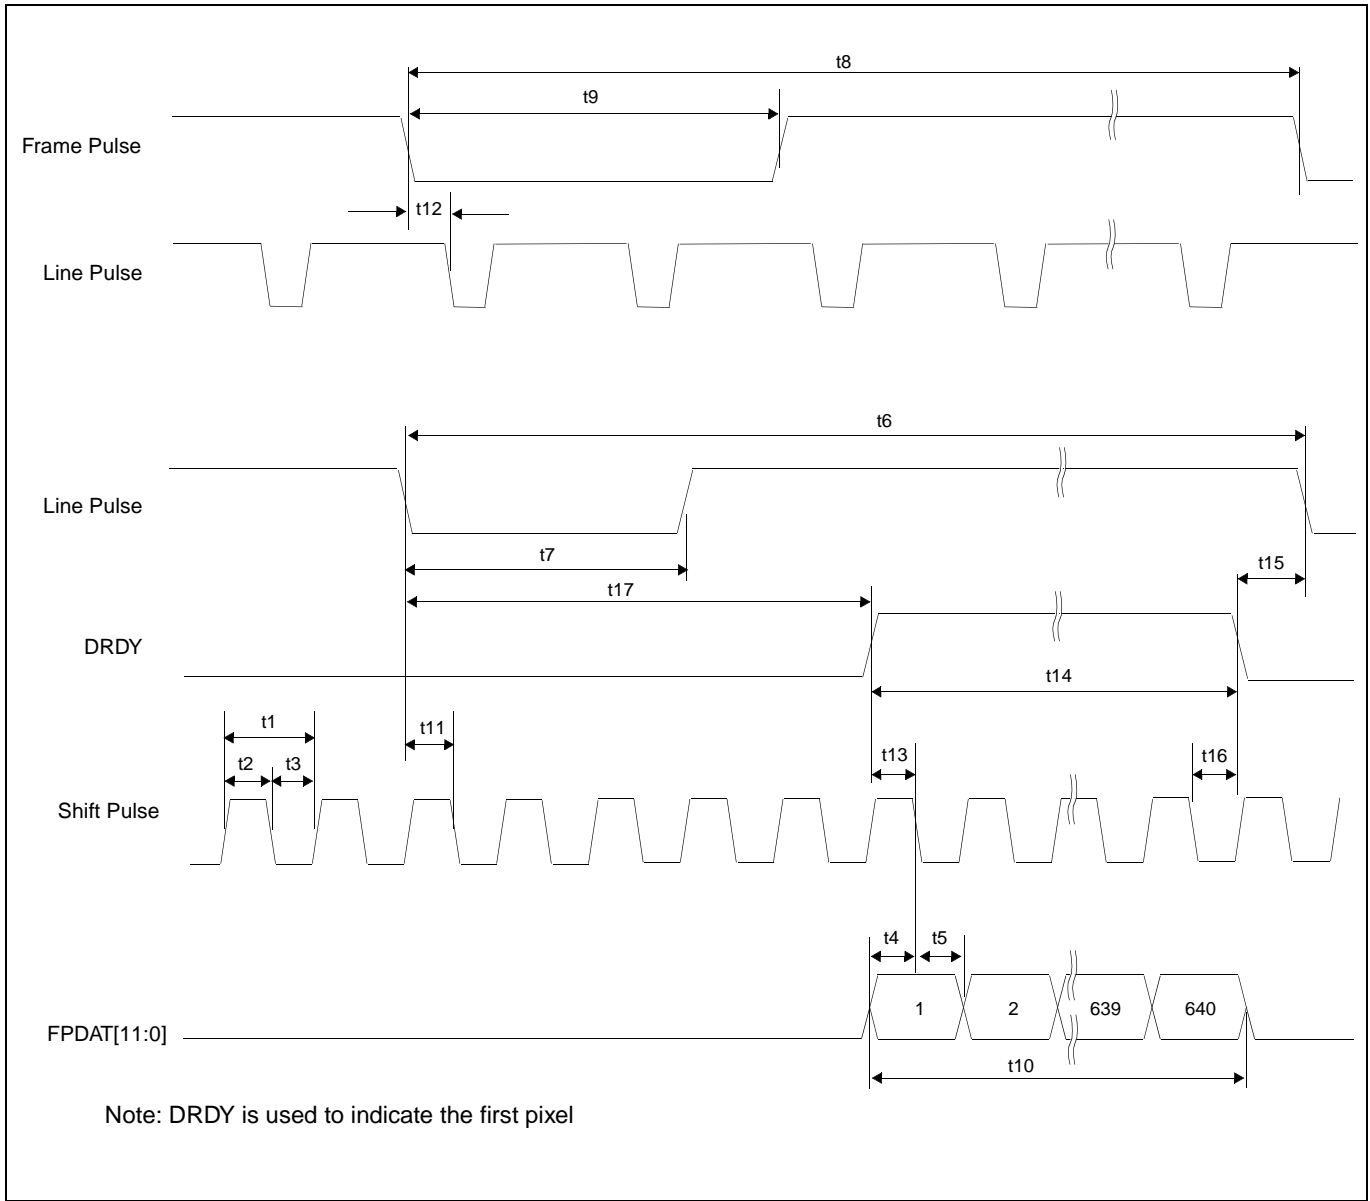 t8
t9
Frame Pulse
t12
Line Pulse
t6
Line Pulse
t7
t15
t17
DRDY
t14
t1
t11
t13
t16
t2 t3
Shift Pulse
t4 t5
1 2 639 640
FPDAT[11:0]
t10
Note: DRDY is used to indicate the first pixel